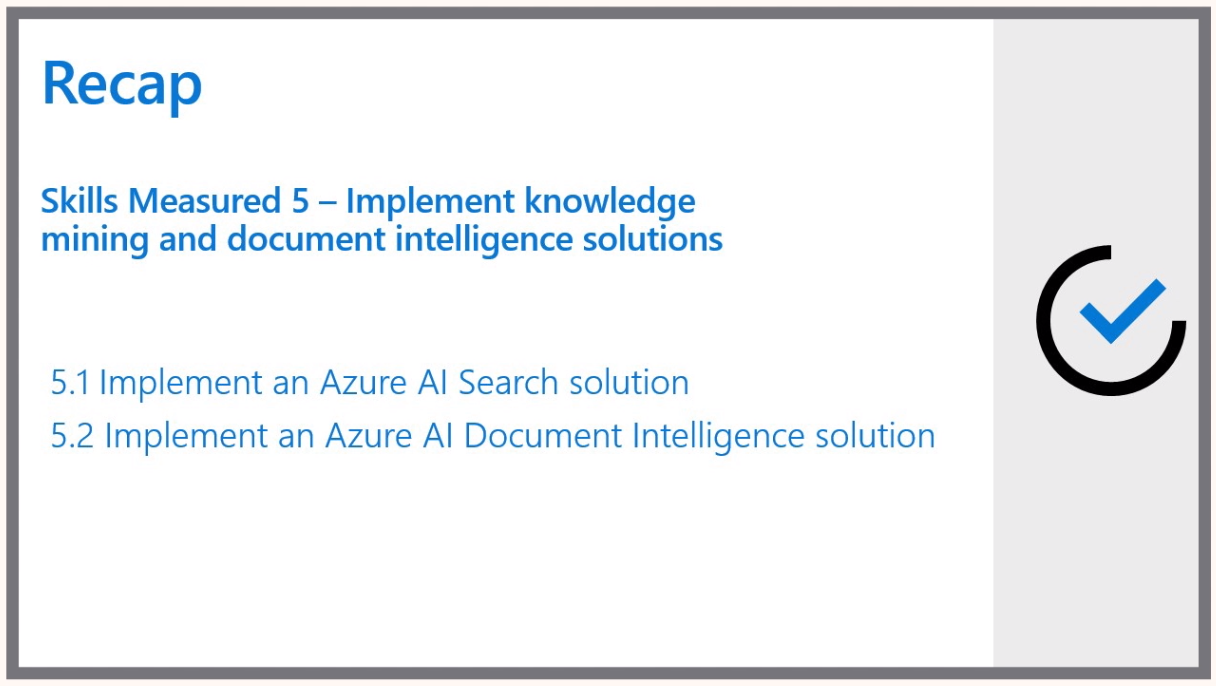 Recap
Skills Measured 5 – Implement knowledge
mining and document intelligence solutions
5.1 Implement an Azure AI Search solution
5.2 Implement an Azure AI Document Intelligence solution